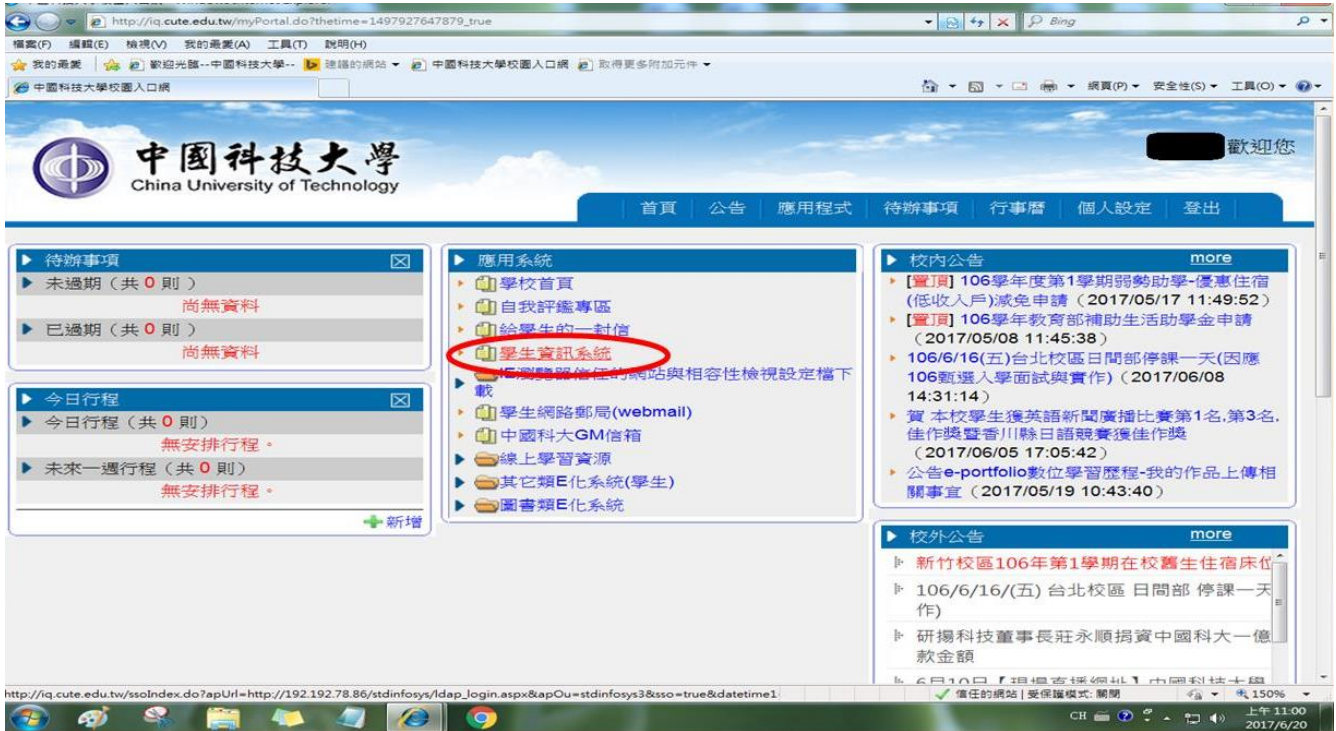 http://iq.cute.edu.tw/myPortal.do?thetime=1497927647879_true
Bing
檔案(F) 編輯(E) 檢視(V) 我的最愛(A) 工具(T) 說明(H)
我的最愛 歡迎光臨--中國科技大學-- 建議的網站 中國科技大學校園入口網 取得更多附加元件
中國科技大學校園入口網
網頁(P) 安全性(S) 工具(O)
中國科技大學
China University of Technology
歡迎您
首頁 公告 應用程式 待辦事項 行事曆 個人設定 登出
待辦事項
未過期（共 0 則 ）
尚無資料
已過期（共 0 則 ）
尚無資料
今日行程
今日行程（共 0 則）
無安排行程。
未來一週行程（共 0 則）
無安排行程。
新增
應用系統
學校首頁
自我評鑑專區
給學生的一封信
學生資訊系統
IE瀏覽器信任的網站與相容性檢視設定檔下
載
學生網路郵局(webmail)
中國科大GM信箱
線上學習資源
其它類E化系統(學生)
圖書類E化系統
校內公告 more
[置頂] 106學年度第1學期弱勢助學-優惠住宿
(低收入戶)減免申請（2017/05/17 11:49:52）
[置頂] 106學年教育部補助生活助學金申請
（2017/05/08 11:45:38）
106/6/16(五)台北校區日間部停課一天(因應
106甄選入學面試與實作)（2017/06/08
14:31:14）
賀 本校學生獲英語新聞廣播比賽第1名,第3名,
佳作獎暨香川縣日語競賽獲佳作獎
（2017/06/05 17:05:42）
公告e-portfolio數位學習歷程-我的作品上傳相
關事宜（2017/05/19 10:43:40）
校外公告 more
新竹校區106年第1學期在校舊生住宿床位
106/6/16/(五) 台北校區 日間部 停課一天
作)
研揚科技董事長莊永順捐資中國科大一億
款金額
6月10日【現場直播網址】中國科技大學
http://iq.cute.edu.tw/ssoIndex.do?apUrl=http://192.192.78.86/stdinfosys/ldap_login.aspx&apOu=stdinfosys3&sso=true&datetime1
信任的網站 | 受保護模式: 關閉
150%
CH
上午 11:00
2017/6/20